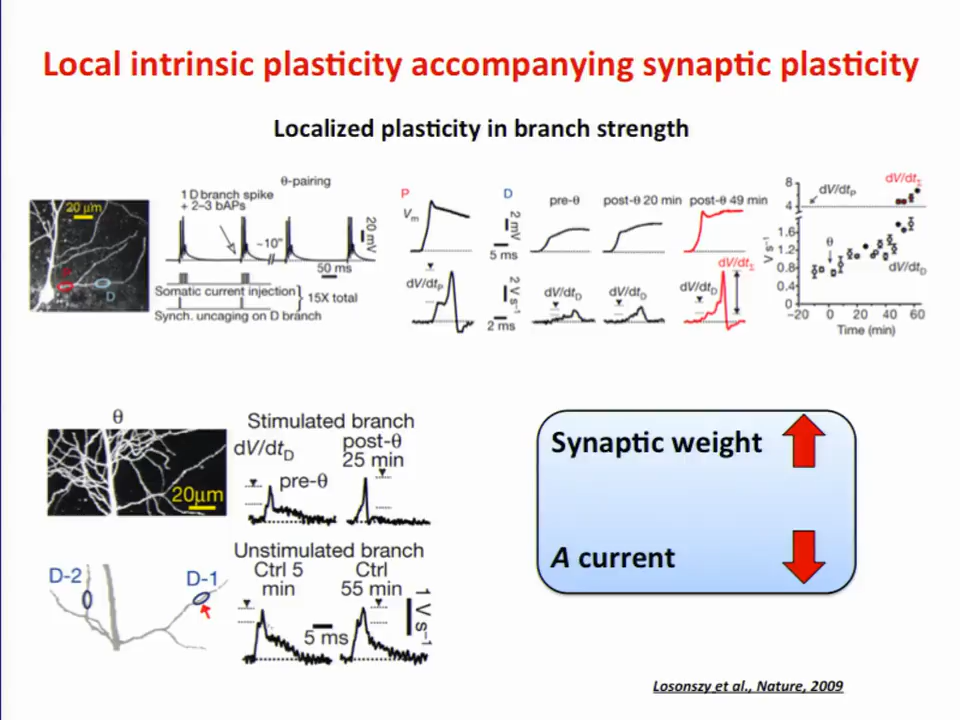 Local intrinsic plasticity accompanying synaptic plasticity
Localized plasticity in branch strength
20 µm
P
D
θ-pairing
1 D branch spike
+ 2–3 bAPs
~10"
20 mV
50 ms
Somatic current injection
Synch. uncaging on D branch
} 15X total
P
D
Vm
2 mV
5 ms
pre-θ
post-θ 20 min
post-θ 49 min
dV/dtP
2 V s⁻¹
2 ms
dV/dtD
dV/dtD
dV/dtD
dV/dtΣ
dV/dtΣ
dV/dtP
8
4
1.6
1.2
0.8
0.4
0
V s⁻¹
θ
dV/dtD
−20 0 20 40 60
Time (min)
θ
20µm
Stimulated branch
dV/dtD
post-θ
25 min
pre-θ
D-2
D-1
Unstimulated branch
Ctrl 5
min
Ctrl
55 min
5 ms
1 V s⁻¹
Synaptic weight
A current
Losonszy et al., Nature, 2009